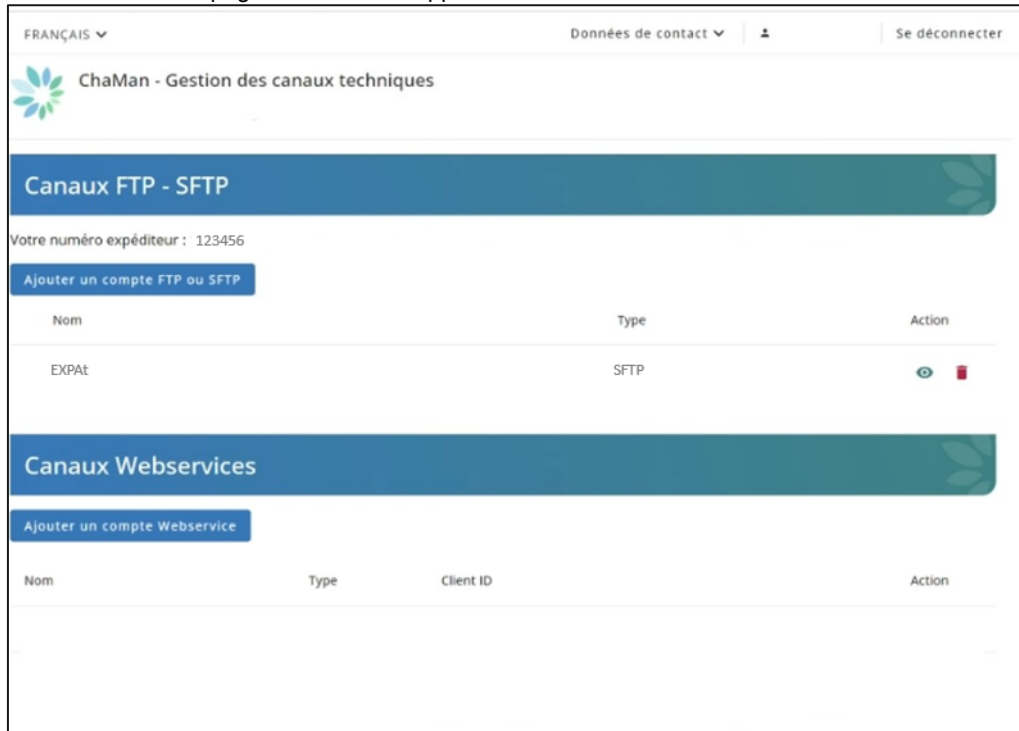 FRANÇAIS Données de contact Se déconnecter
ChaMan - Gestion des canaux techniques
Canaux FTP - SFTP
Votre numéro expéditeur : 123456
Ajouter un compte FTP ou SFTP
Nom Type Action
EXPAt SFTP
Canaux Webservices
Ajouter un compte Webservice
Nom Type Client ID Action